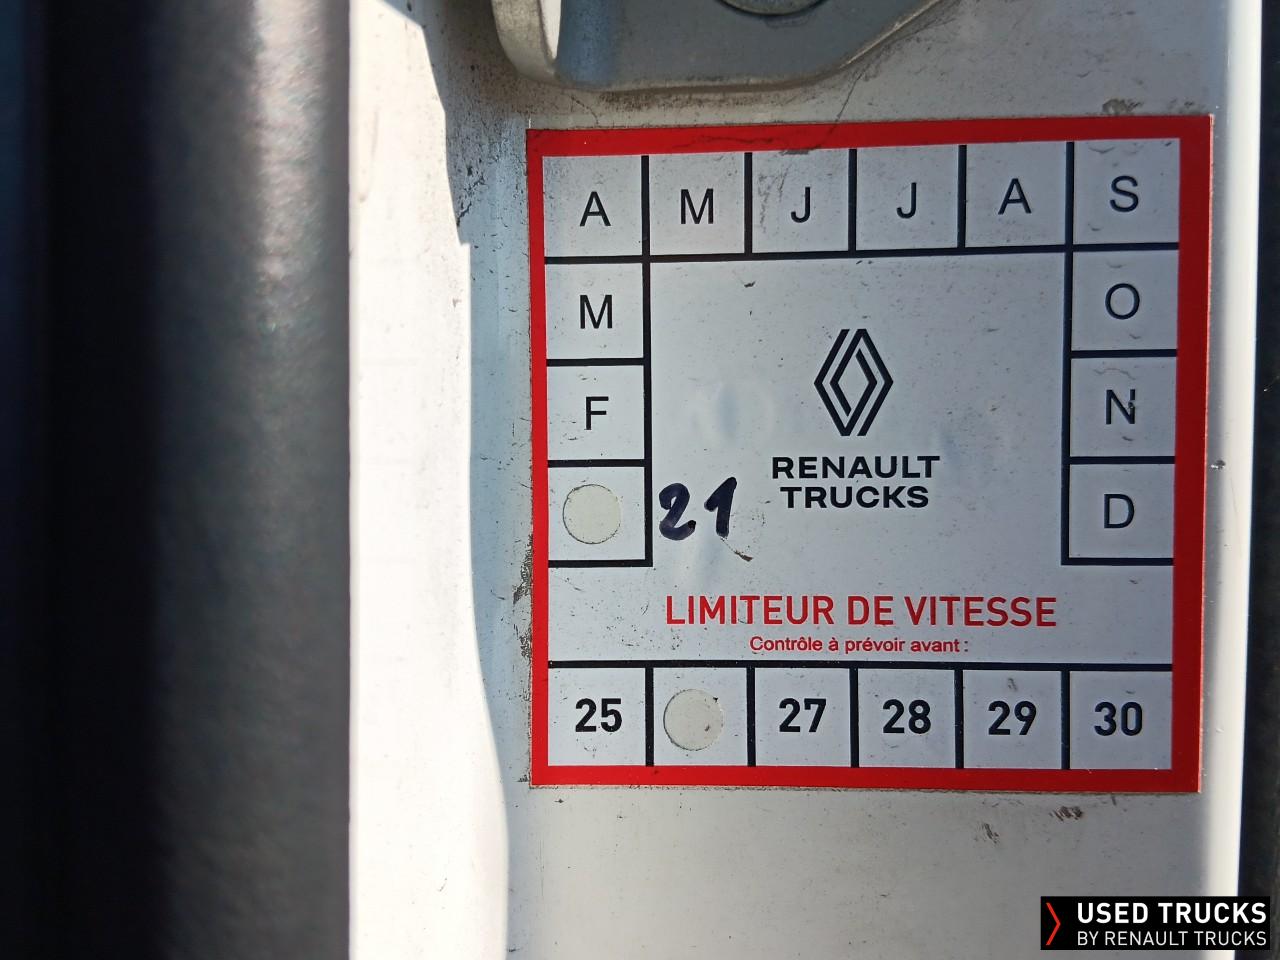 A M J J A S
M O
F N
21 D
RENAULT
TRUCKS
LIMITEUR DE VITESSE
Contrôle à prévoir avant :
25 27 28 29 30
USED TRUCKS
BY RENAULT TRUCKS